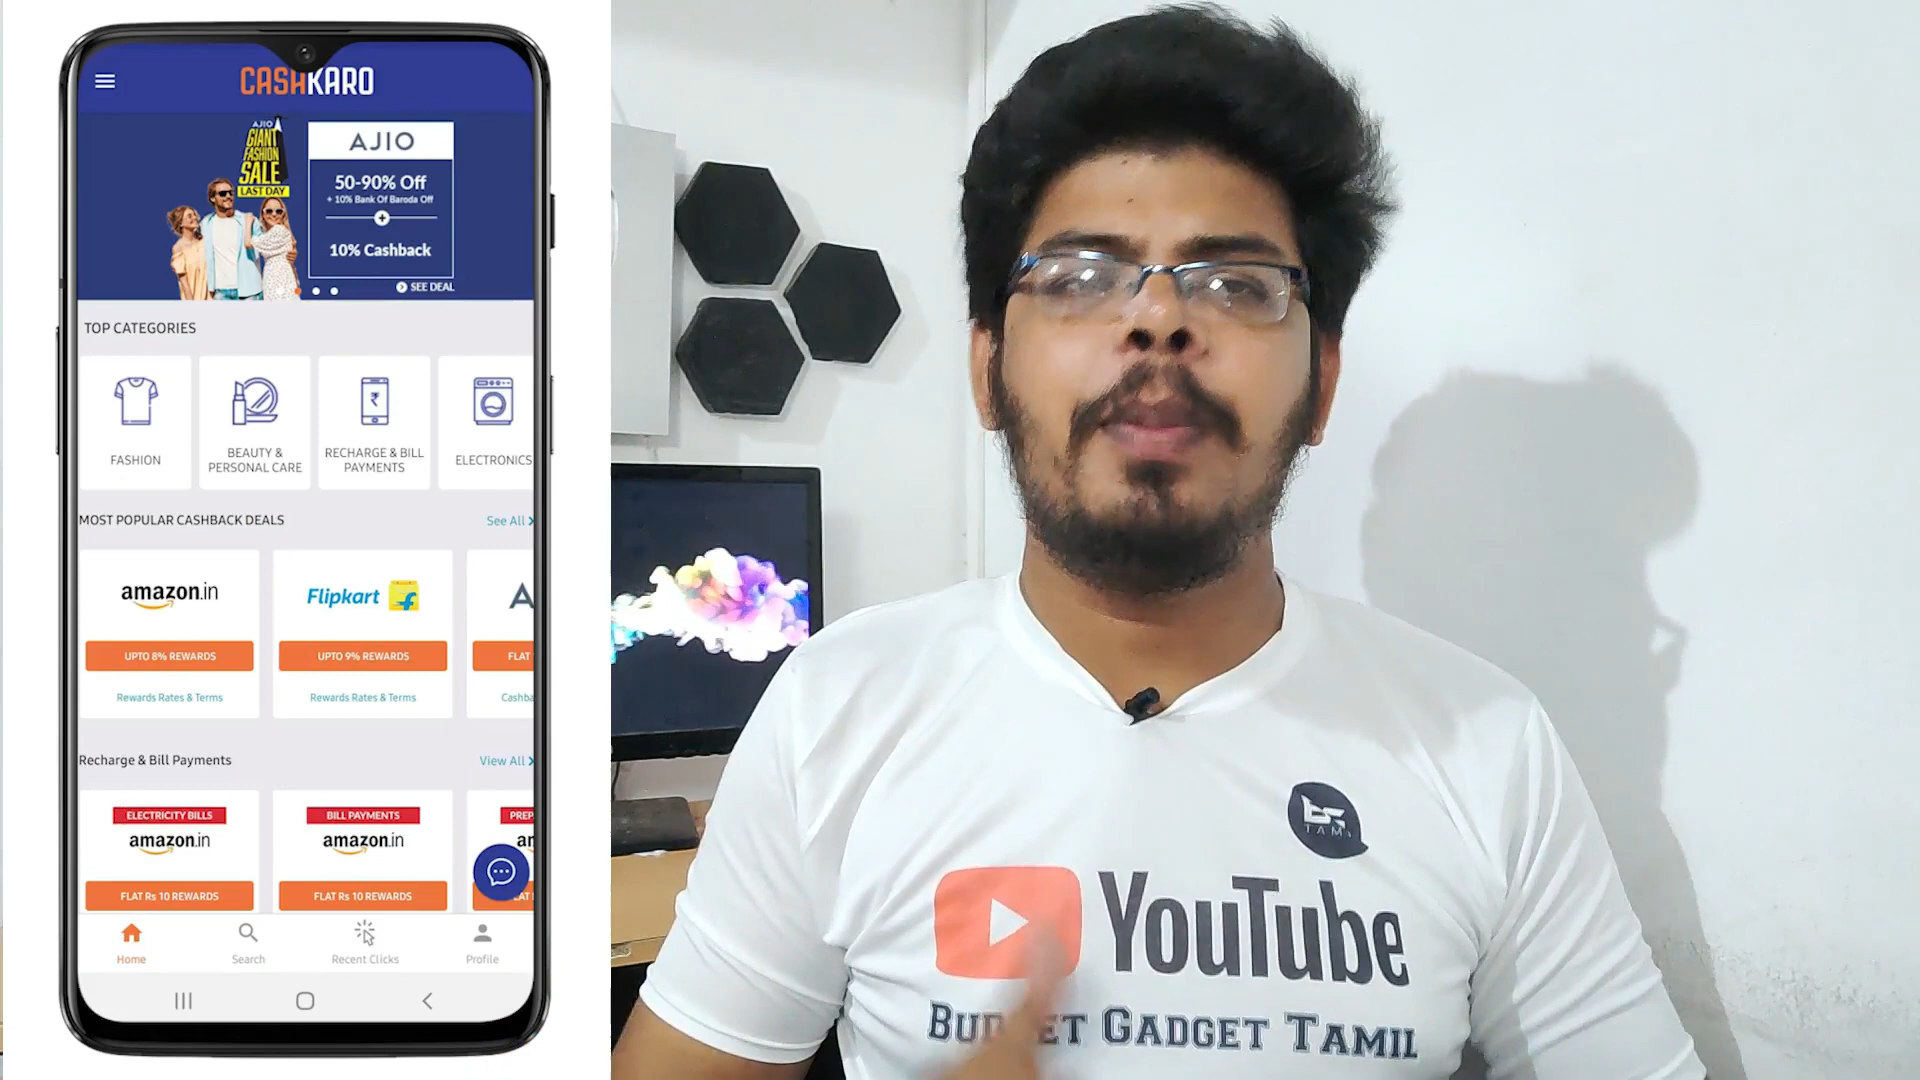 CASHKARO
AJIO
GIANT
FASHION
SALE
LAST DAY
AJIO
50-90% Off
+ 10% Bank Of Baroda Off
10% Cashback
SEE DEAL
TOP CATEGORIES
FASHION
BEAUTY &
PERSONAL CARE
RECHARGE & BILL
PAYMENTS
ELECTRONICS
MOST POPULAR CASHBACK DEALS
See All
amazon.in
Flipkart
A
UPTO 8% REWARDS
UPTO 9% REWARDS
FLAT
Rewards Rates & Terms
Rewards Rates & Terms
Cashba
Recharge & Bill Payments
View All
ELECTRICITY BILLS
BILL PAYMENTS
PREP
amazon.in
amazon.in
an
FLAT Rs 10 REWARDS
FLAT Rs 10 REWARDS
Home
Search
Recent Clicks
Profile
YouTube
GADGET TAMIL